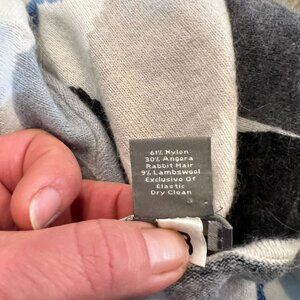 61% Nylon
30% Angora
Rabbit Hair
9% Lambswool
Exclusive Of
Elastic
Dry Clean